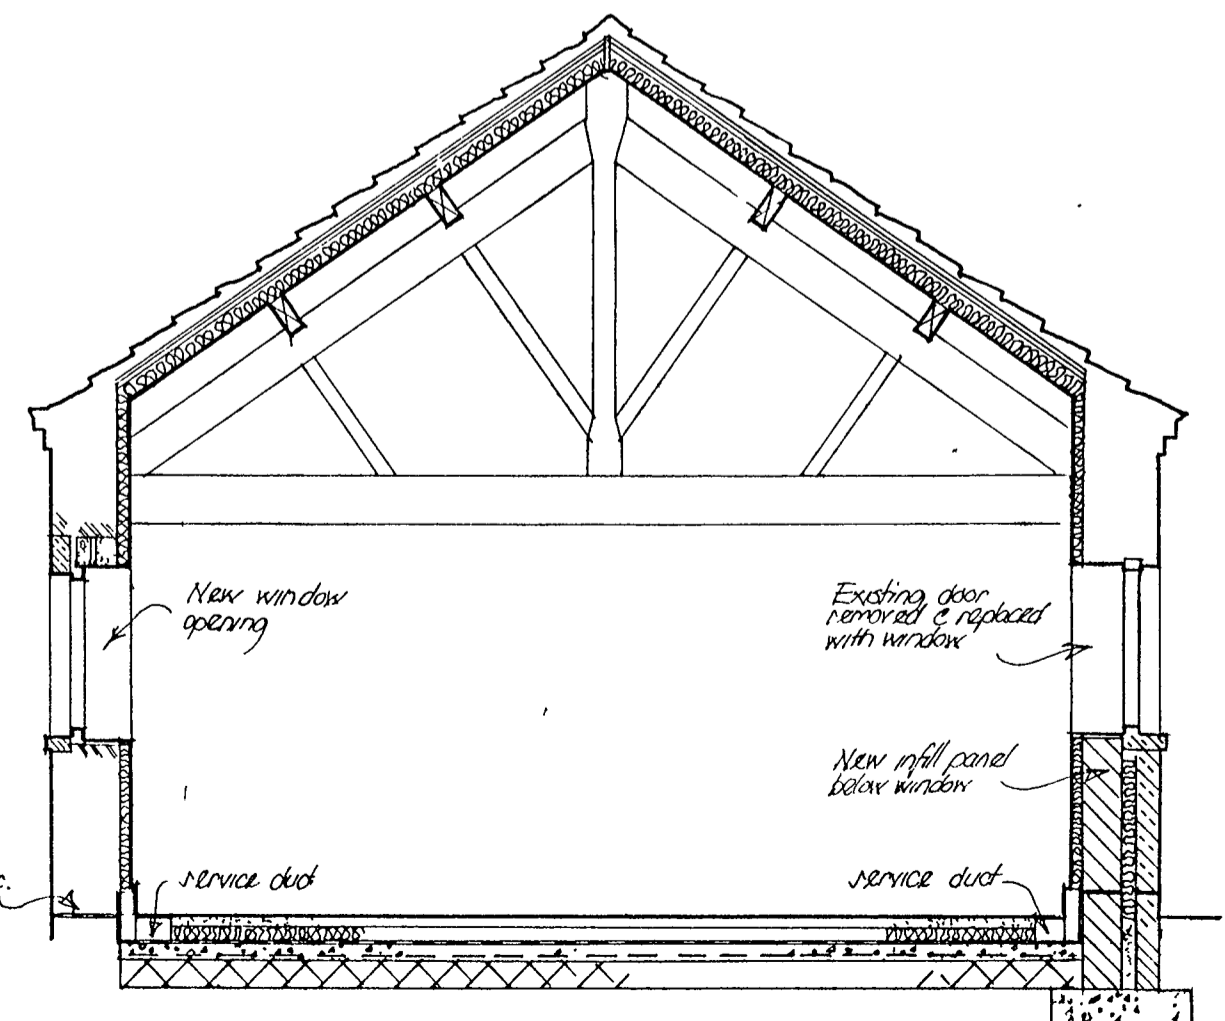 New window
opening
Existing door
removed & replaced
with window
New infill panel
below window
c.
service duct
service duct